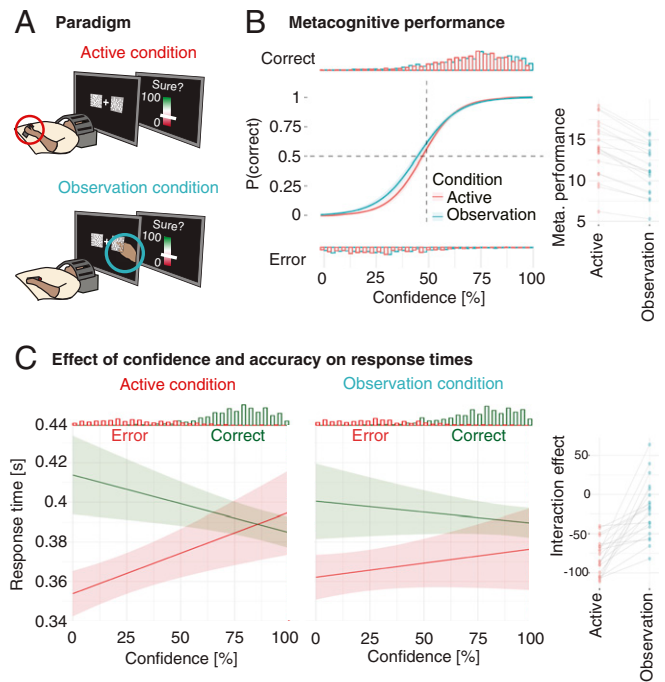 A Paradigm
Active condition
Sure?
100
0
Observation condition
Sure?
100
0
B Metacognitive performance
Correct
1
0.75
0.5
0.25
0
P(correct)
Condition
Active
Observation
Error
0 25 50 75 100
Confidence [%]
Meta. performance
15
10
5
Active
Observation
C Effect of confidence and accuracy on response times
Active condition
Observation condition
Error Correct
Error Correct
Response time [s]
0.44
0.42
0.4
0.38
0.36
0.34
0 25 50 75 100
Confidence [%]
0 25 50 75 100
Confidence [%]
Interaction effect
50
0
-50
-100
Active
Observation